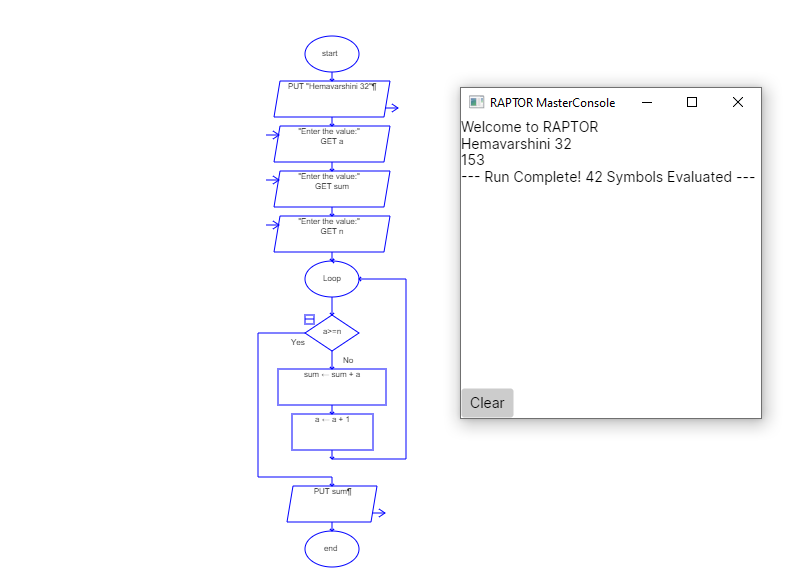 start
PUT "Hemavarshini 32"¶
"Enter the value:"
GET a
"Enter the value:"
GET sum
"Enter the value:"
GET n
Loop
a>=n
Yes
No
sum ← sum + a
a ← a + 1
PUT sum¶
end
RAPTOR MasterConsole
Welcome to RAPTOR
Hemavarshini 32
153
--- Run Complete! 42 Symbols Evaluated ---
Clear